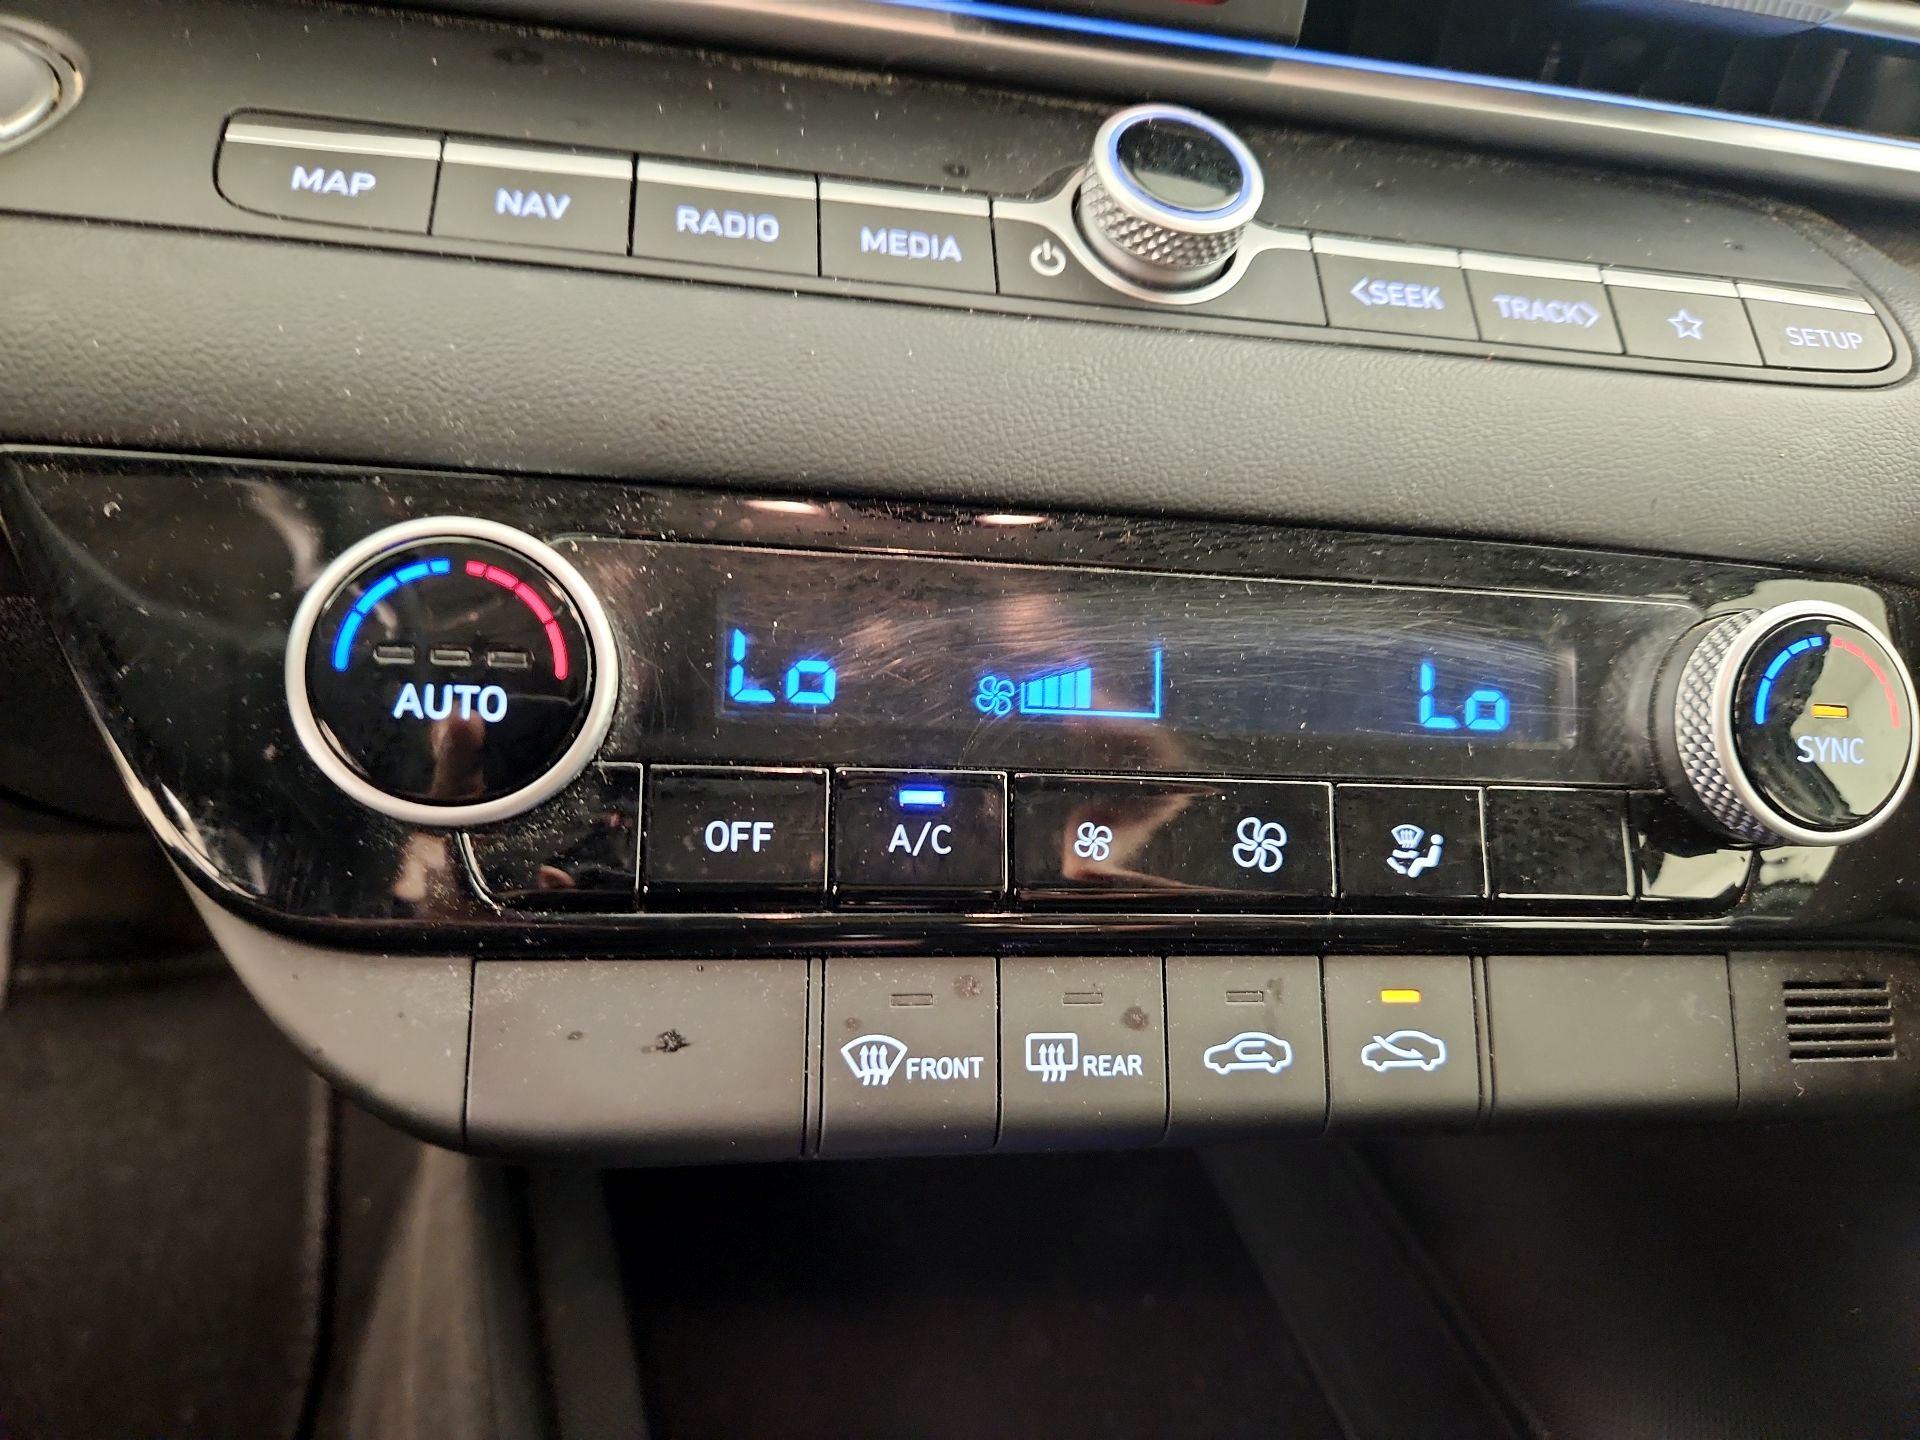 MAP
NAV
RADIO
MEDIA
<SEEK
TRACK>
SETUP
AUTO
Lo
Lo
SYNC
OFF
A/C
FRONT
REAR